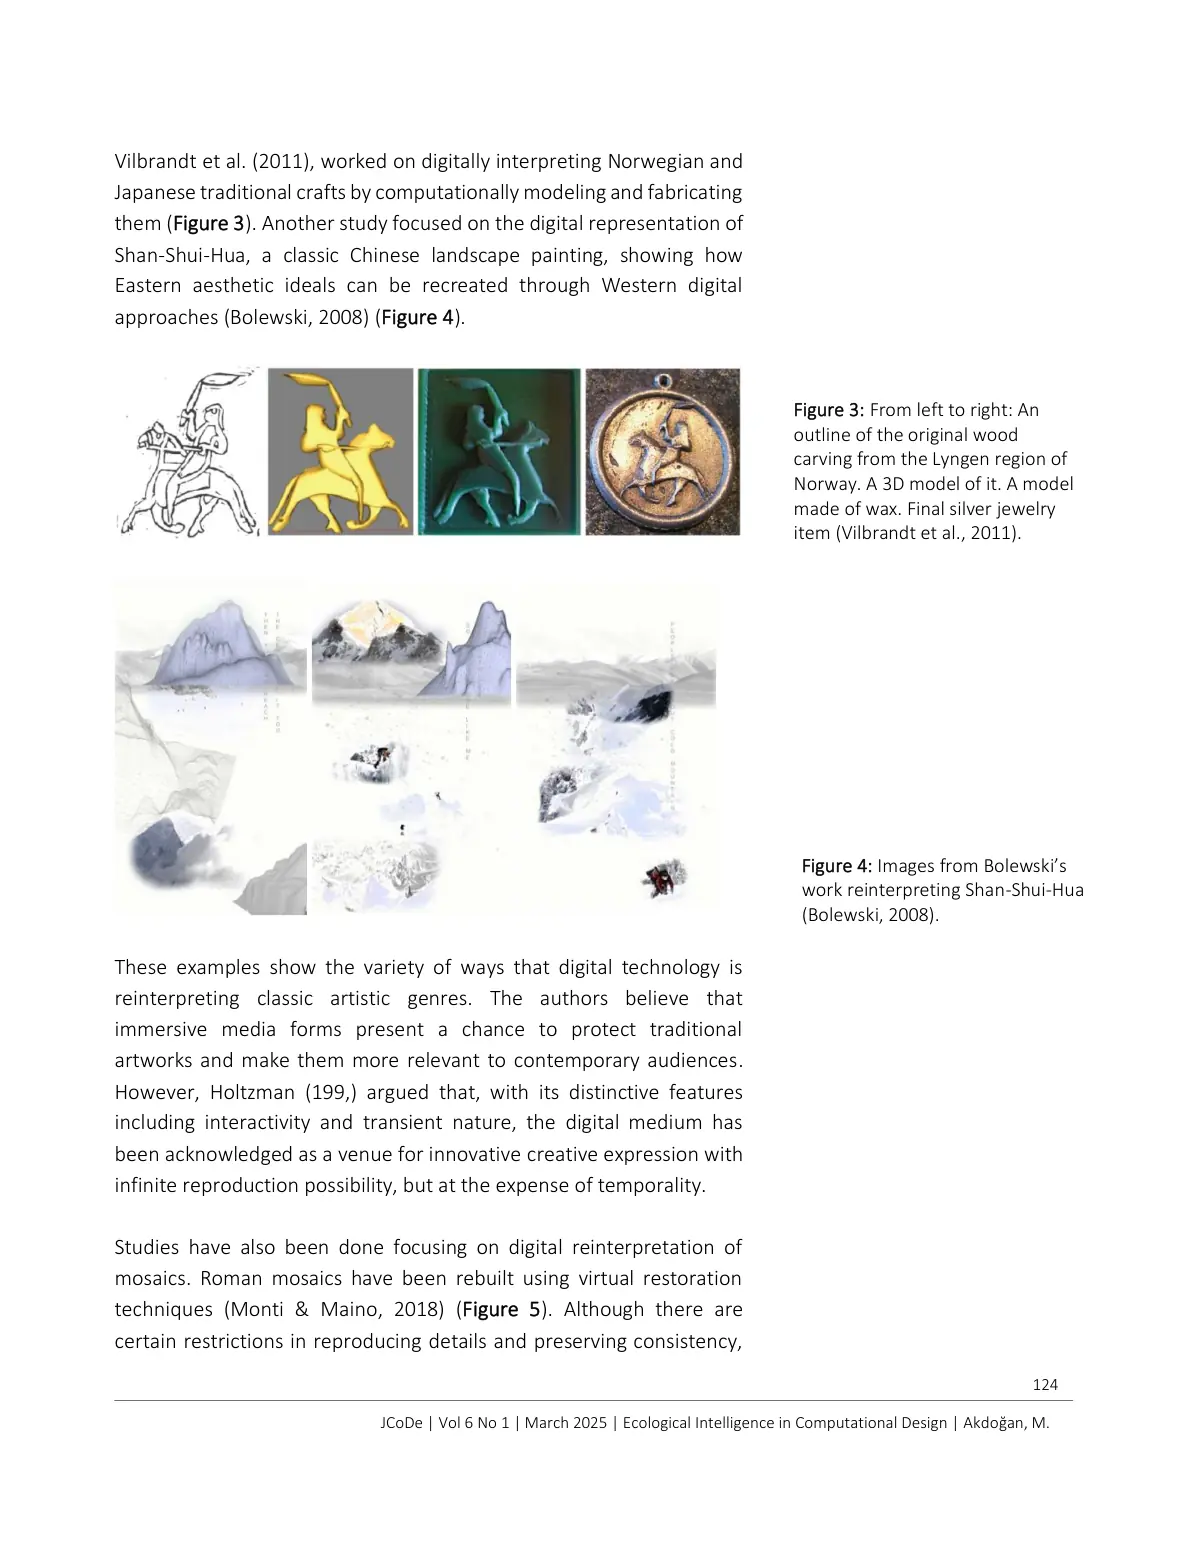 Vilbrandt et al. (2011), worked on digitally interpreting Norwegian and
Japanese traditional crafts by computationally modeling and fabricating
them (Figure 3). Another study focused on the digital representation of
Shan-Shui-Hua, a classic Chinese landscape painting, showing how
Eastern aesthetic ideals can be recreated through Western digital
approaches (Bolewski, 2008) (Figure 4).
Figure 3: From left to right: An
outline of the original wood
carving from the Lyngen region of
Norway. A 3D model of it. A model
made of wax. Final silver jewelry
item (Vilbrandt et al., 2011).
Figure 4: Images from Bolewski’s
work reinterpreting Shan-Shui-Hua
(Bolewski, 2008).
These examples show the variety of ways that digital technology is
reinterpreting classic artistic genres. The authors believe that
immersive media forms present a chance to protect traditional
artworks and make them more relevant to contemporary audiences.
However, Holtzman (199,) argued that, with its distinctive features
including interactivity and transient nature, the digital medium has
been acknowledged as a venue for innovative creative expression with
infinite reproduction possibility, but at the expense of temporality.
Studies have also been done focusing on digital reinterpretation of
mosaics. Roman mosaics have been rebuilt using virtual restoration
techniques (Monti & Maino, 2018) (Figure 5). Although there are
certain restrictions in reproducing details and preserving consistency,
124
JCoDe | Vol 6 No 1 | March 2025 | Ecological Intelligence in Computational Design | Akdoğan, M.